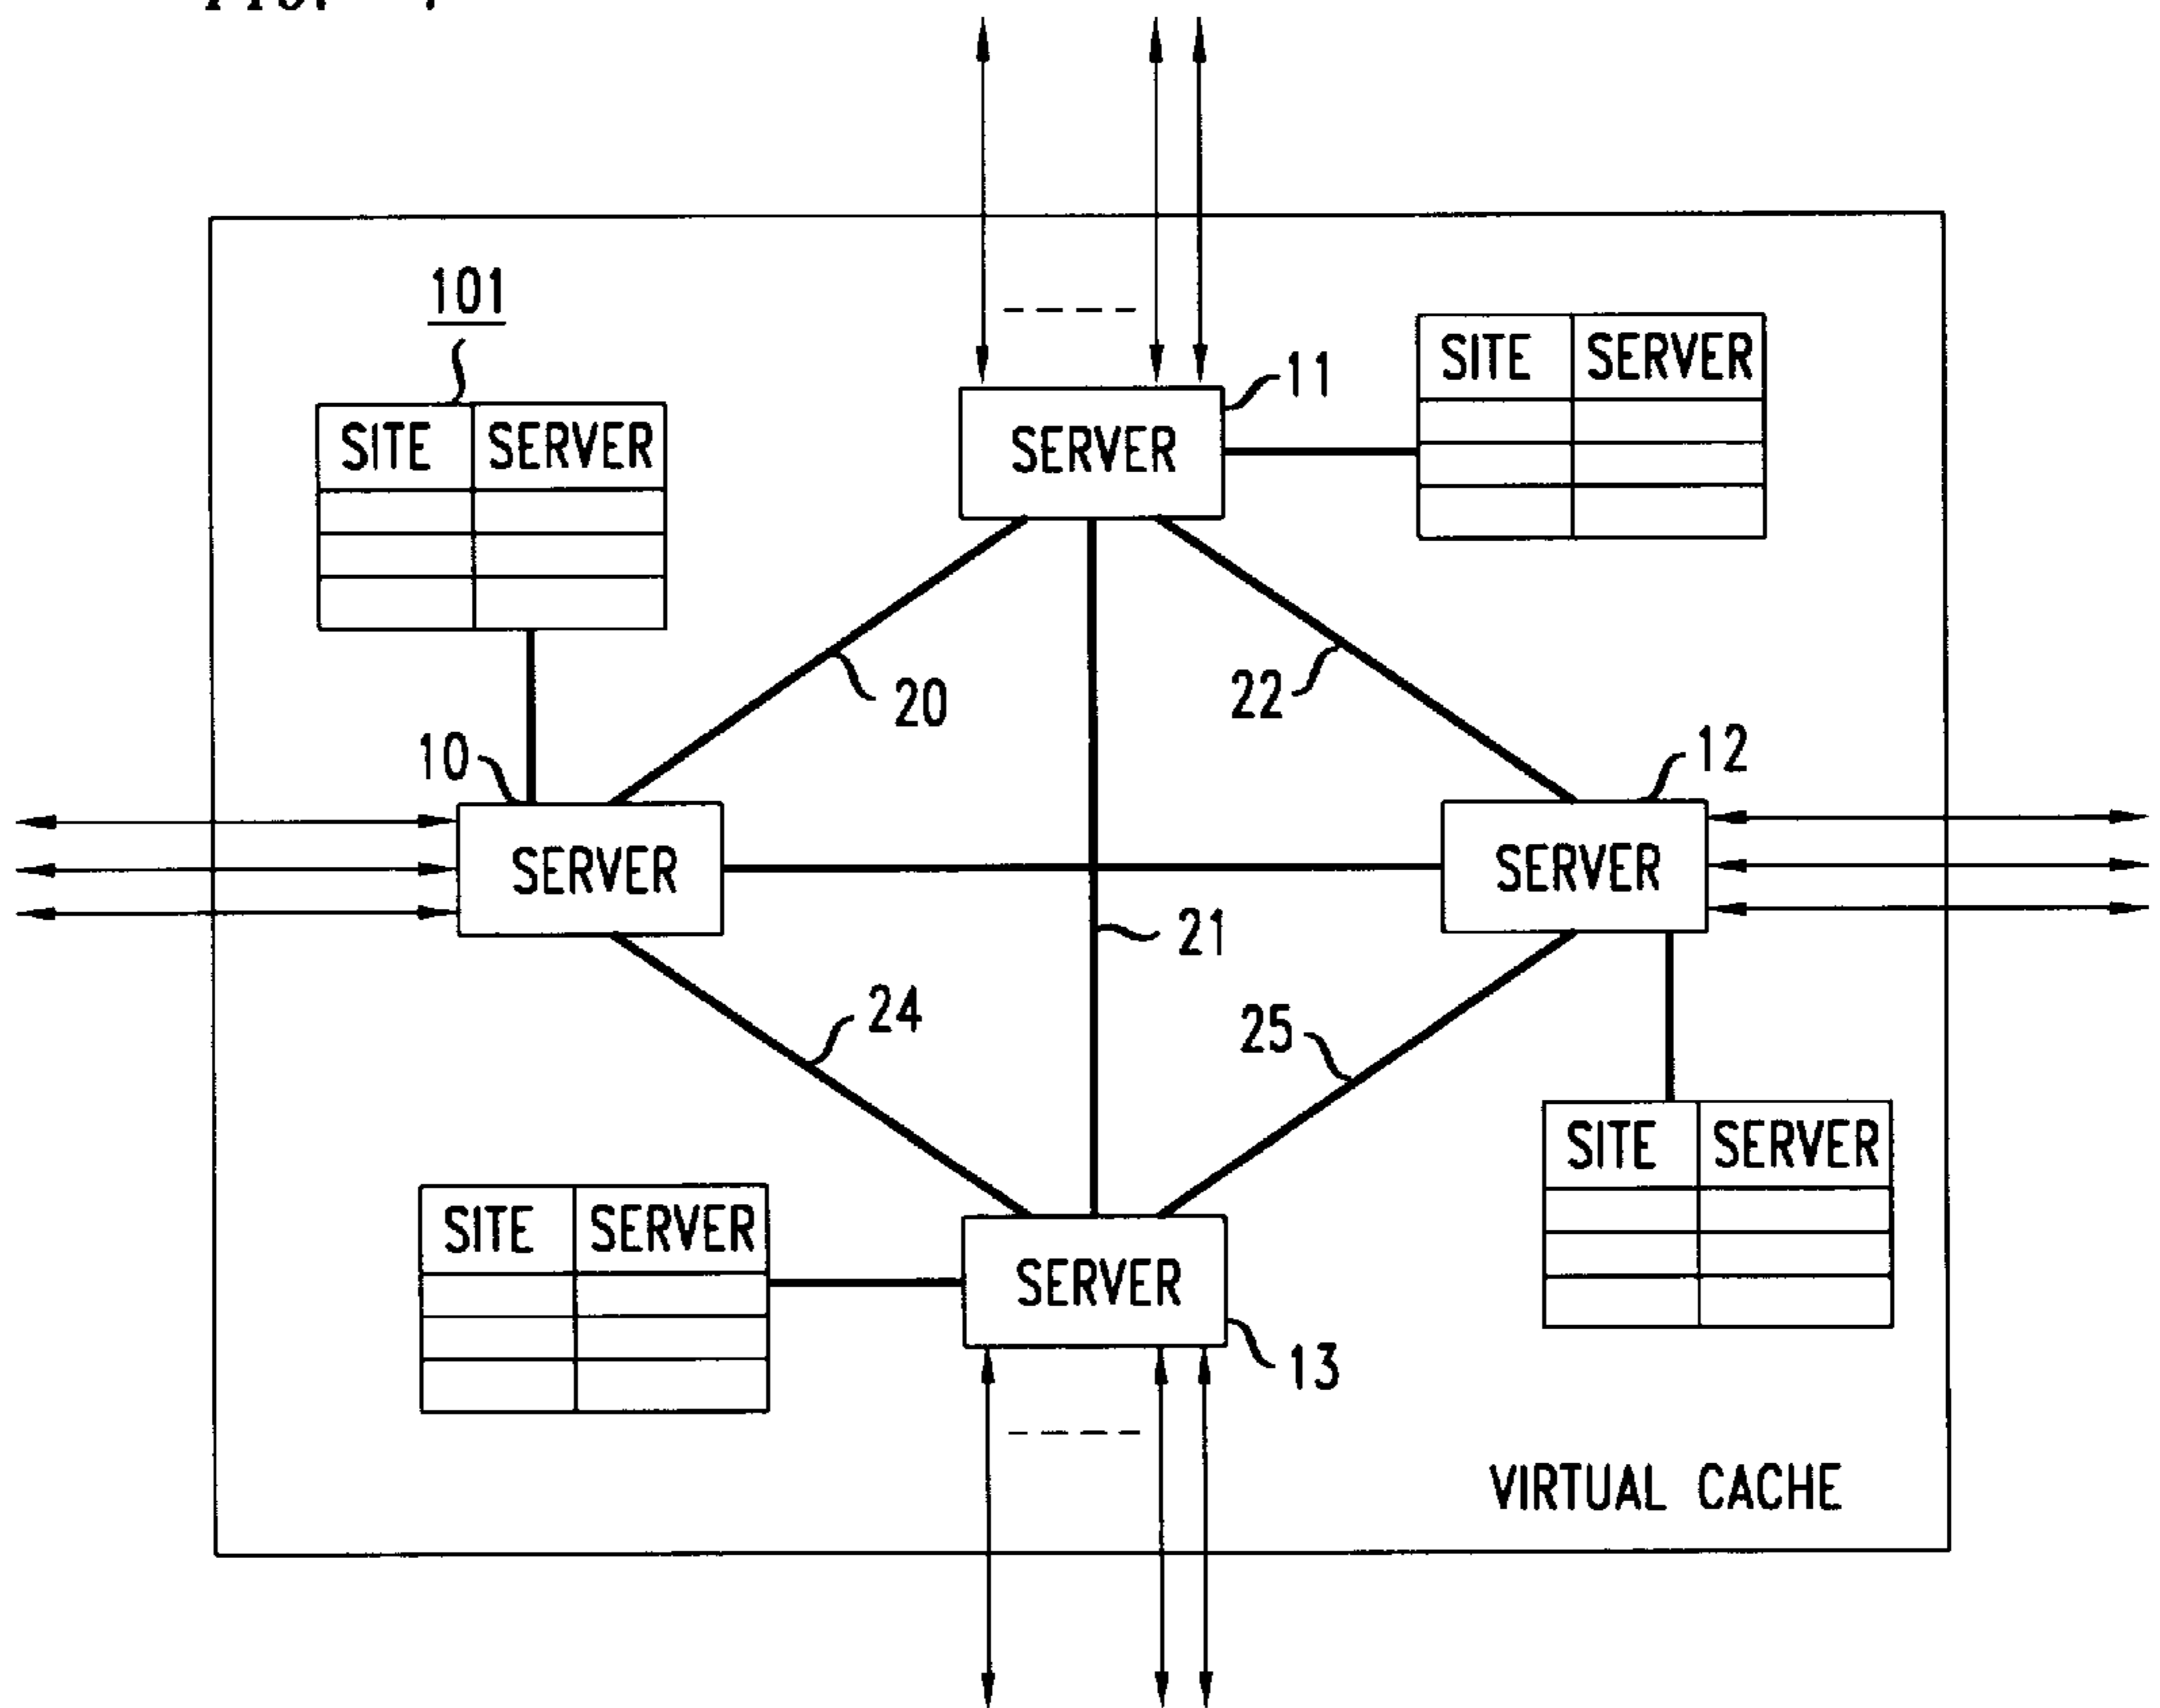 FIG.
101
SITE SERVER
11
SERVER
SITE SERVER
20
22
10
SERVER
12
SERVER
21
24
25
SITE SERVER
SITE SERVER
SERVER
13
VIRTUAL CACHE